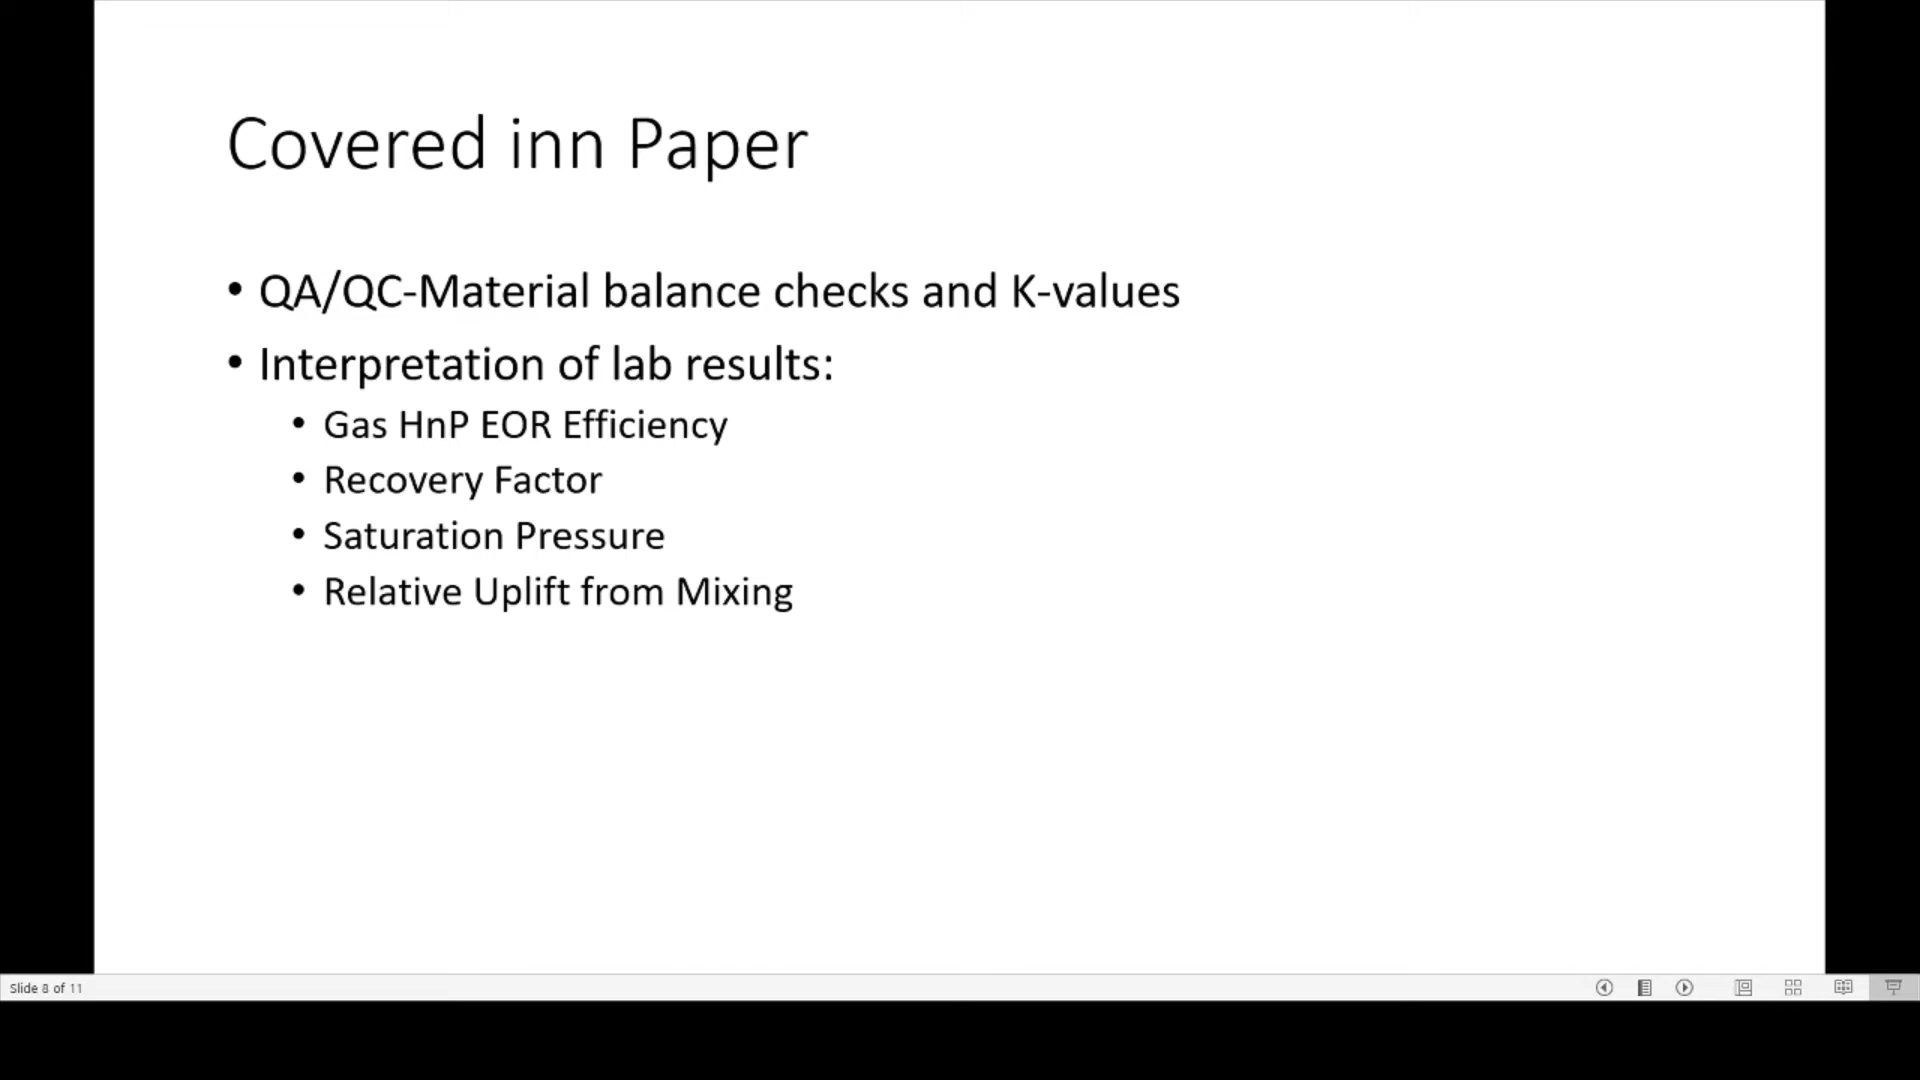 Covered inn Paper
• QA/QC-Material balance checks and K-values
• Interpretation of lab results:
• Gas HnP EOR Efficiency
• Recovery Factor
• Saturation Pressure
• Relative Uplift from Mixing
Slide 8 of 11